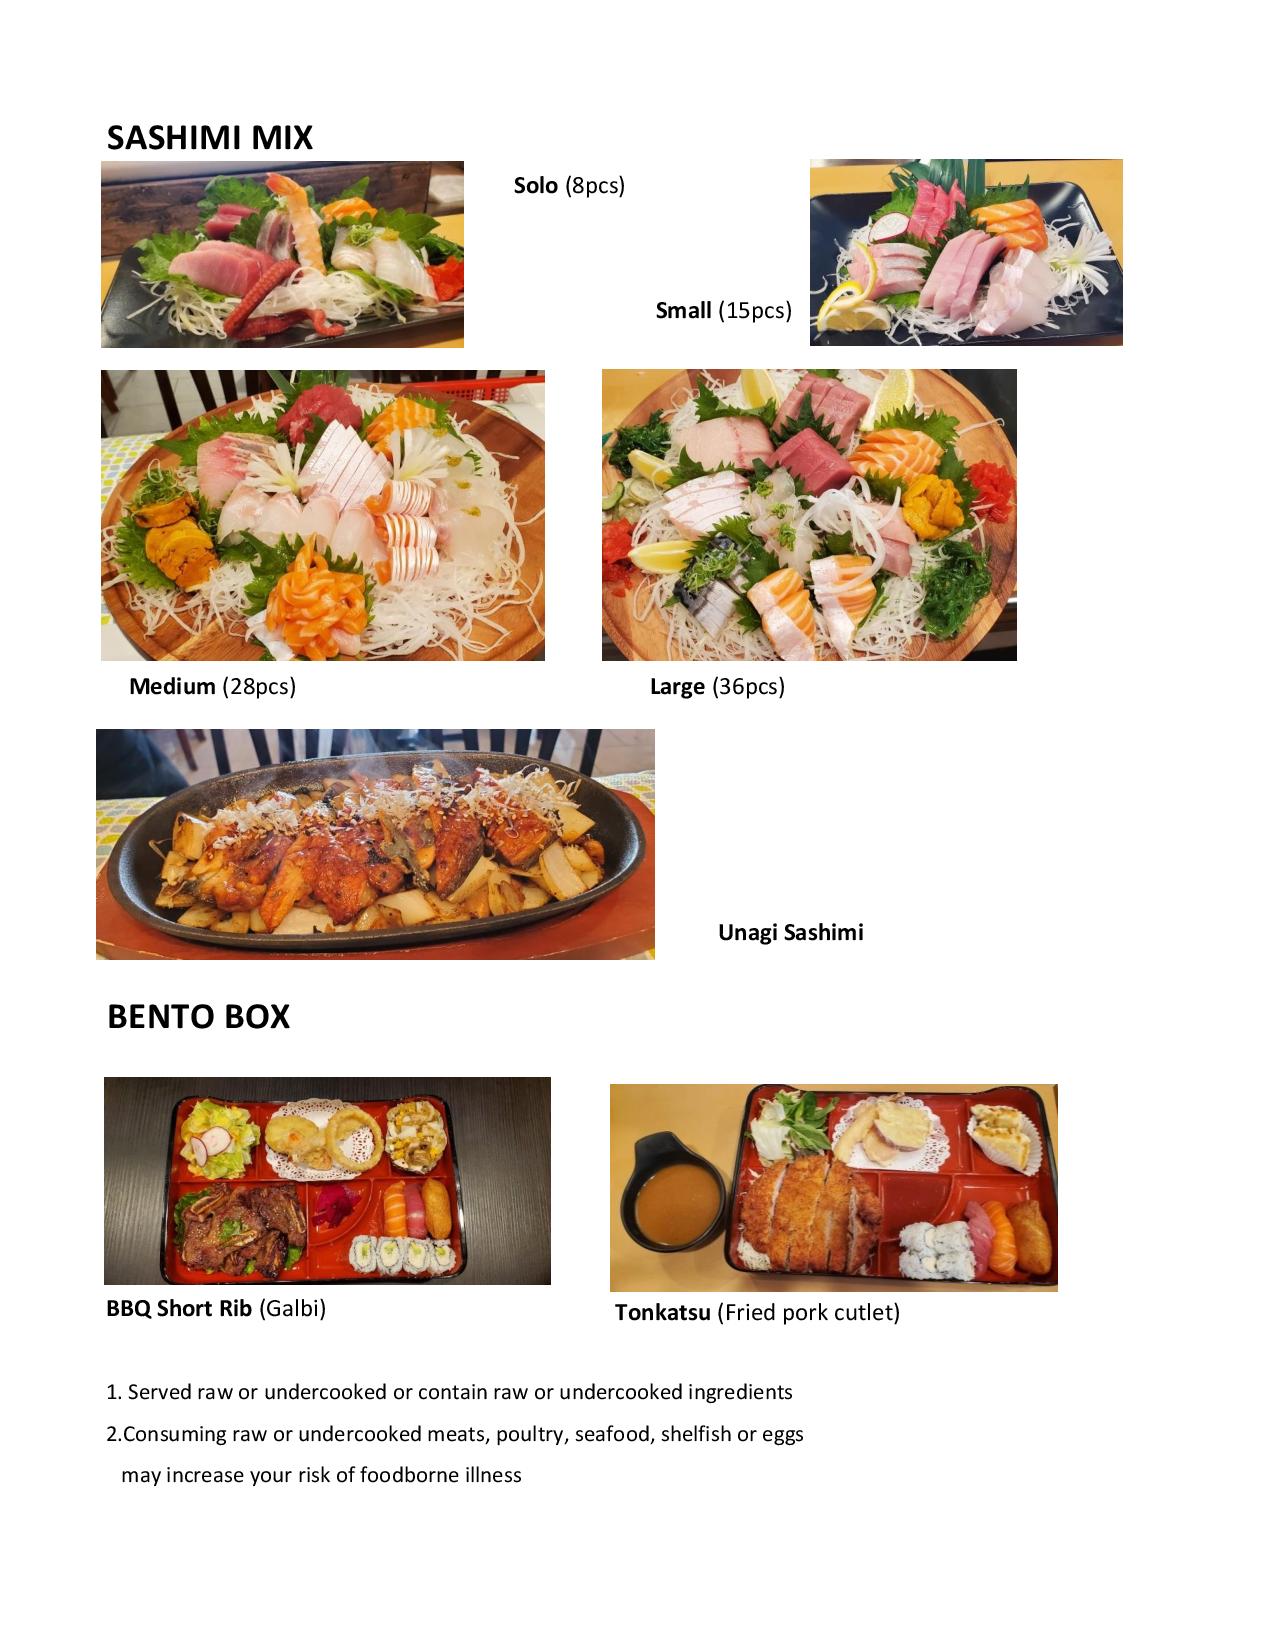 SASHIMI MIX
Solo (8pcs)
Small (15pcs)
Medium (28pcs)
Large (36pcs)
Unagi Sashimi
BENTO BOX
BBQ Short Rib (Galbi)
Tonkatsu (Fried pork cutlet)
1. Served raw or undercooked or contain raw or undercooked ingredients
2.Consuming raw or undercooked meats, poultry, seafood, shelfish or eggs
may increase your risk of foodborne illness